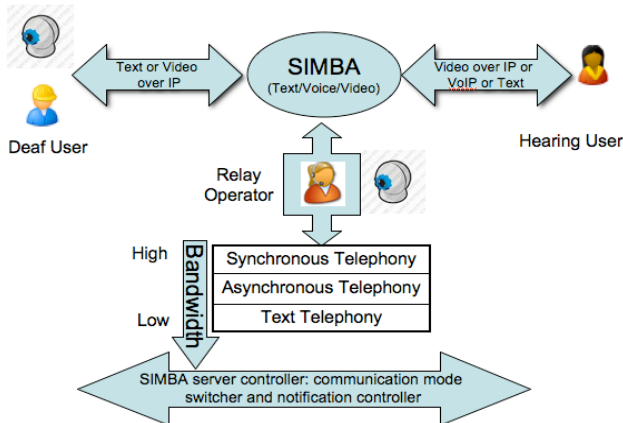 Text or Video
over IP
SIMBA
(Text/Voice/Video)
Video over IP or
VoIP or Text
Deaf User
Hearing User
Relay
Operator
High
Bandwidth
Low
Synchronous Telephony
Asynchronous Telephony
Text Telephony
SIMBA server controller: communication mode
switcher and notification controller